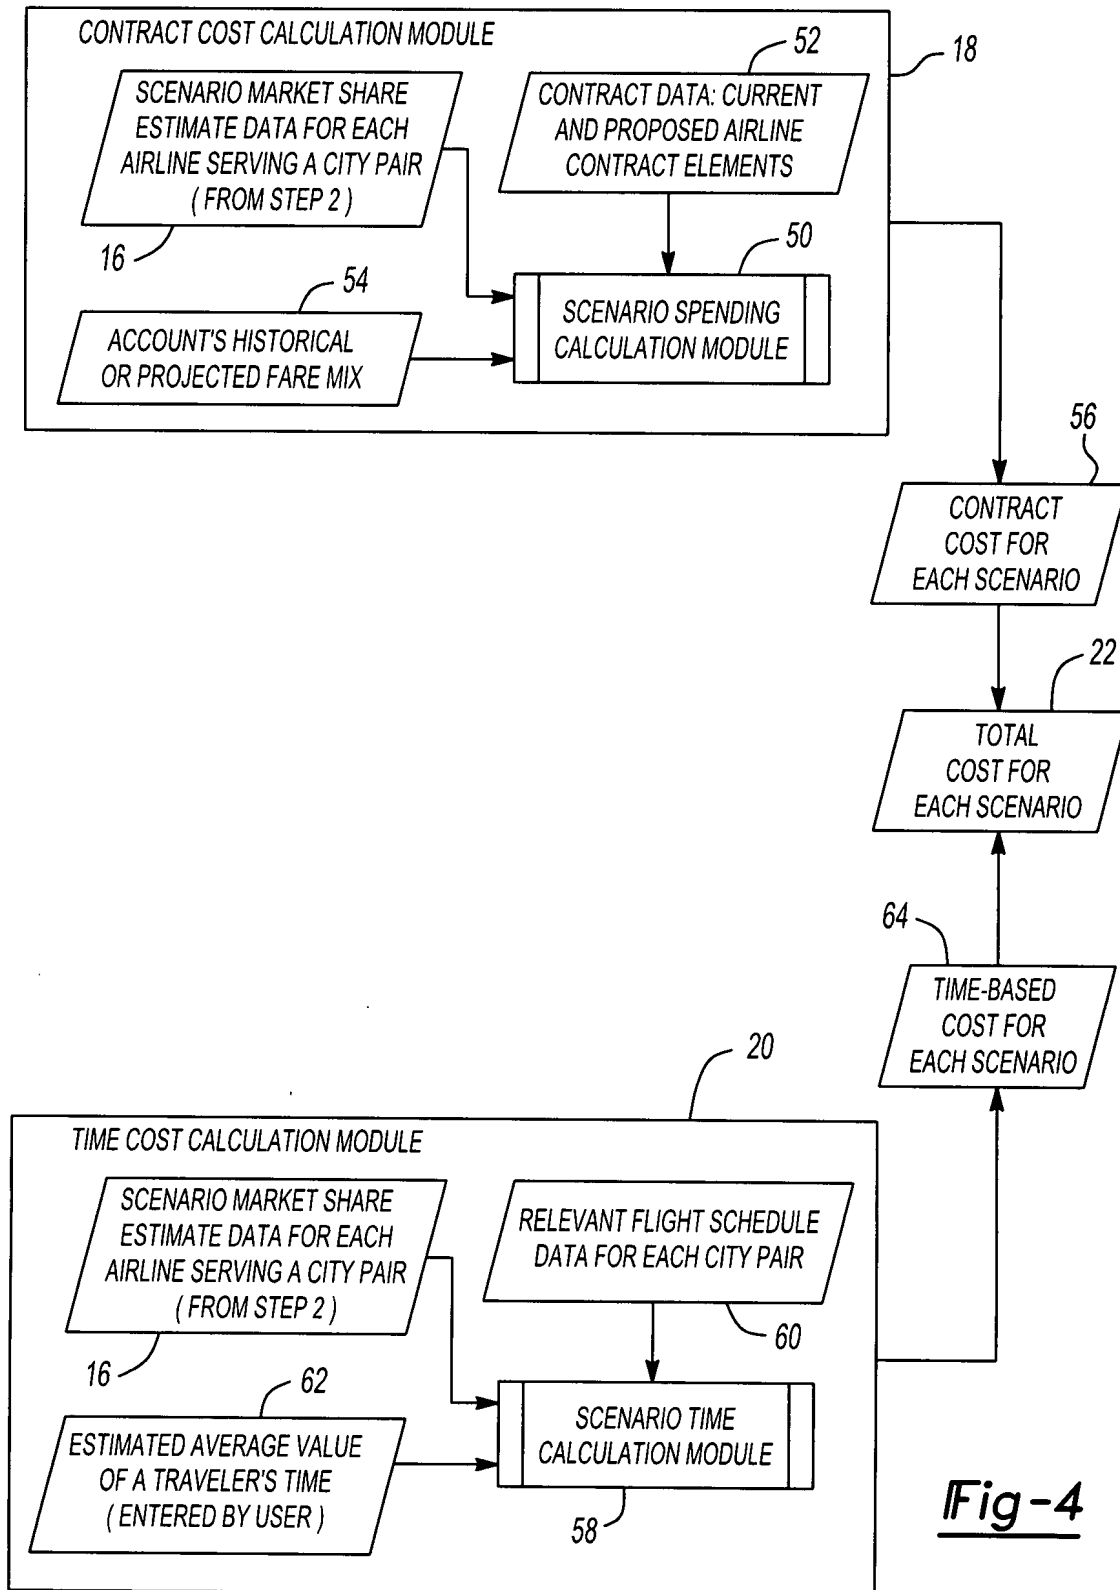 CONTRACT COST CALCULATION MODULE
18
SCENARIO MARKET SHARE
ESTIMATE DATA FOR EACH
AIRLINE SERVING A CITY PAIR
( FROM STEP 2 )
16
52
CONTRACT DATA: CURRENT
AND PROPOSED AIRLINE
CONTRACT ELEMENTS
54
ACCOUNT'S HISTORICAL
OR PROJECTED FARE MIX
50
SCENARIO SPENDING
CALCULATION MODULE
56
CONTRACT
COST FOR
EACH SCENARIO
22
TOTAL
COST FOR
EACH SCENARIO
64
TIME-BASED
COST FOR
EACH SCENARIO
20
TIME COST CALCULATION MODULE
SCENARIO MARKET SHARE
ESTIMATE DATA FOR EACH
AIRLINE SERVING A CITY PAIR
( FROM STEP 2 )
16
RELEVANT FLIGHT SCHEDULE
DATA FOR EACH CITY PAIR
60
62
ESTIMATED AVERAGE VALUE
OF A TRAVELER'S TIME
( ENTERED BY USER )
SCENARIO TIME
CALCULATION MODULE
58
Fig-4